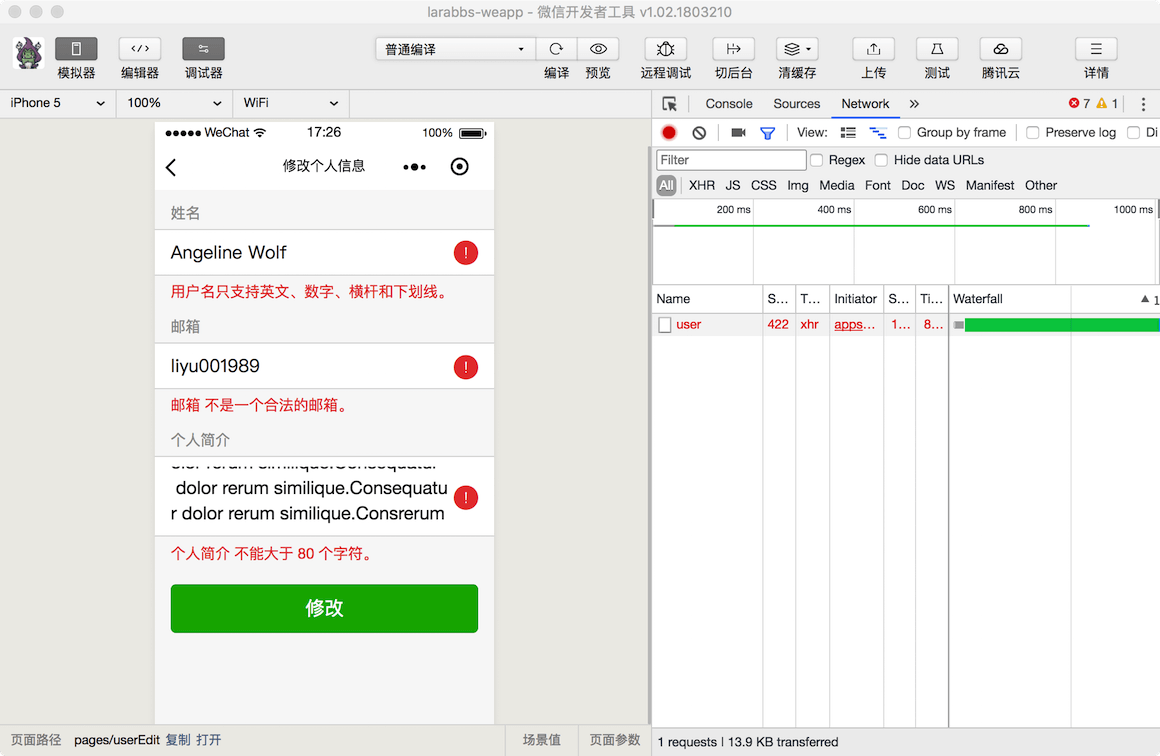 larabbs-weapp - 微信开发者工具 v1.02.1803210
模拟器 编辑器 调试器
普通编译
编译 预览 远程调试 切后台 清缓存 上传 测试 腾讯云 详情
iPhone 5 100% WiFi
WeChat 17:26 100%
修改个人信息
姓名
Angeline Wolf
用户名只支持英文、数字、横杆和下划线。
邮箱
liyu001989
邮箱 不是一个合法的邮箱。
个人简介
olor rerum similique.Consequatur
dolor rerum similique.Consequatu
r dolor rerum similique.Consrerum
个人简介 不能大于 80 个字符。
修改
页面路径 pages/userEdit 复制 打开 场景值 页面参数
Console Sources Network » 7 1
View: Group by frame Preserve log Di
Filter Regex Hide data URLs
All XHR JS CSS Img Media Font Doc WS Manifest Other
200 ms 400 ms 600 ms 800 ms 1000 ms
Name S... T... Initiator S... Ti... Waterfall ▲ 1
user 422 xhr apps... 1... 8...
1 requests | 13.9 KB transferred